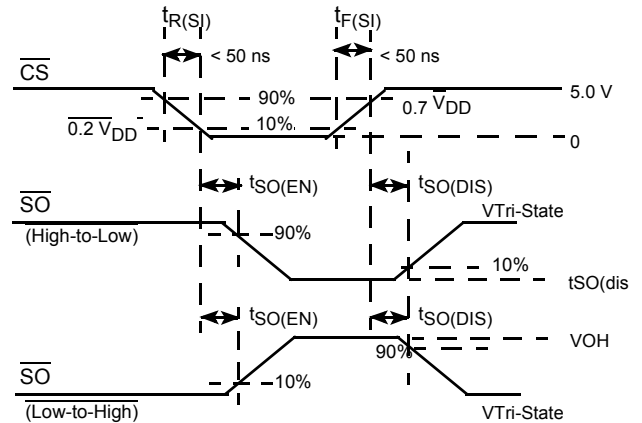 tR(SI) tF(SI)
< 50 ns < 50 ns
CS
90% 0.7 VDD 5.0 V
0.2 VDD 10% 0
tSO(EN) tSO(DIS)
SO VTri-State
(High-to-Low) 90%
10%
tSO(dis
tSO(EN) tSO(DIS)
VOH
90%
SO 10%
(Low-to-High) VTri-State